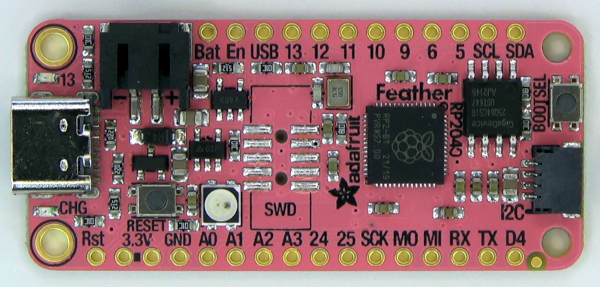 Bat En USB 13 12 11 10 9 6 5 SCL SDA
13
- +
Feather
RP2040
BOOTSEL
adafruit
SWD
I2C
CHG
RESET
Rst 3.3V GND A0 A1 A2 A3 24 25 SCK MO MI RX TX D4